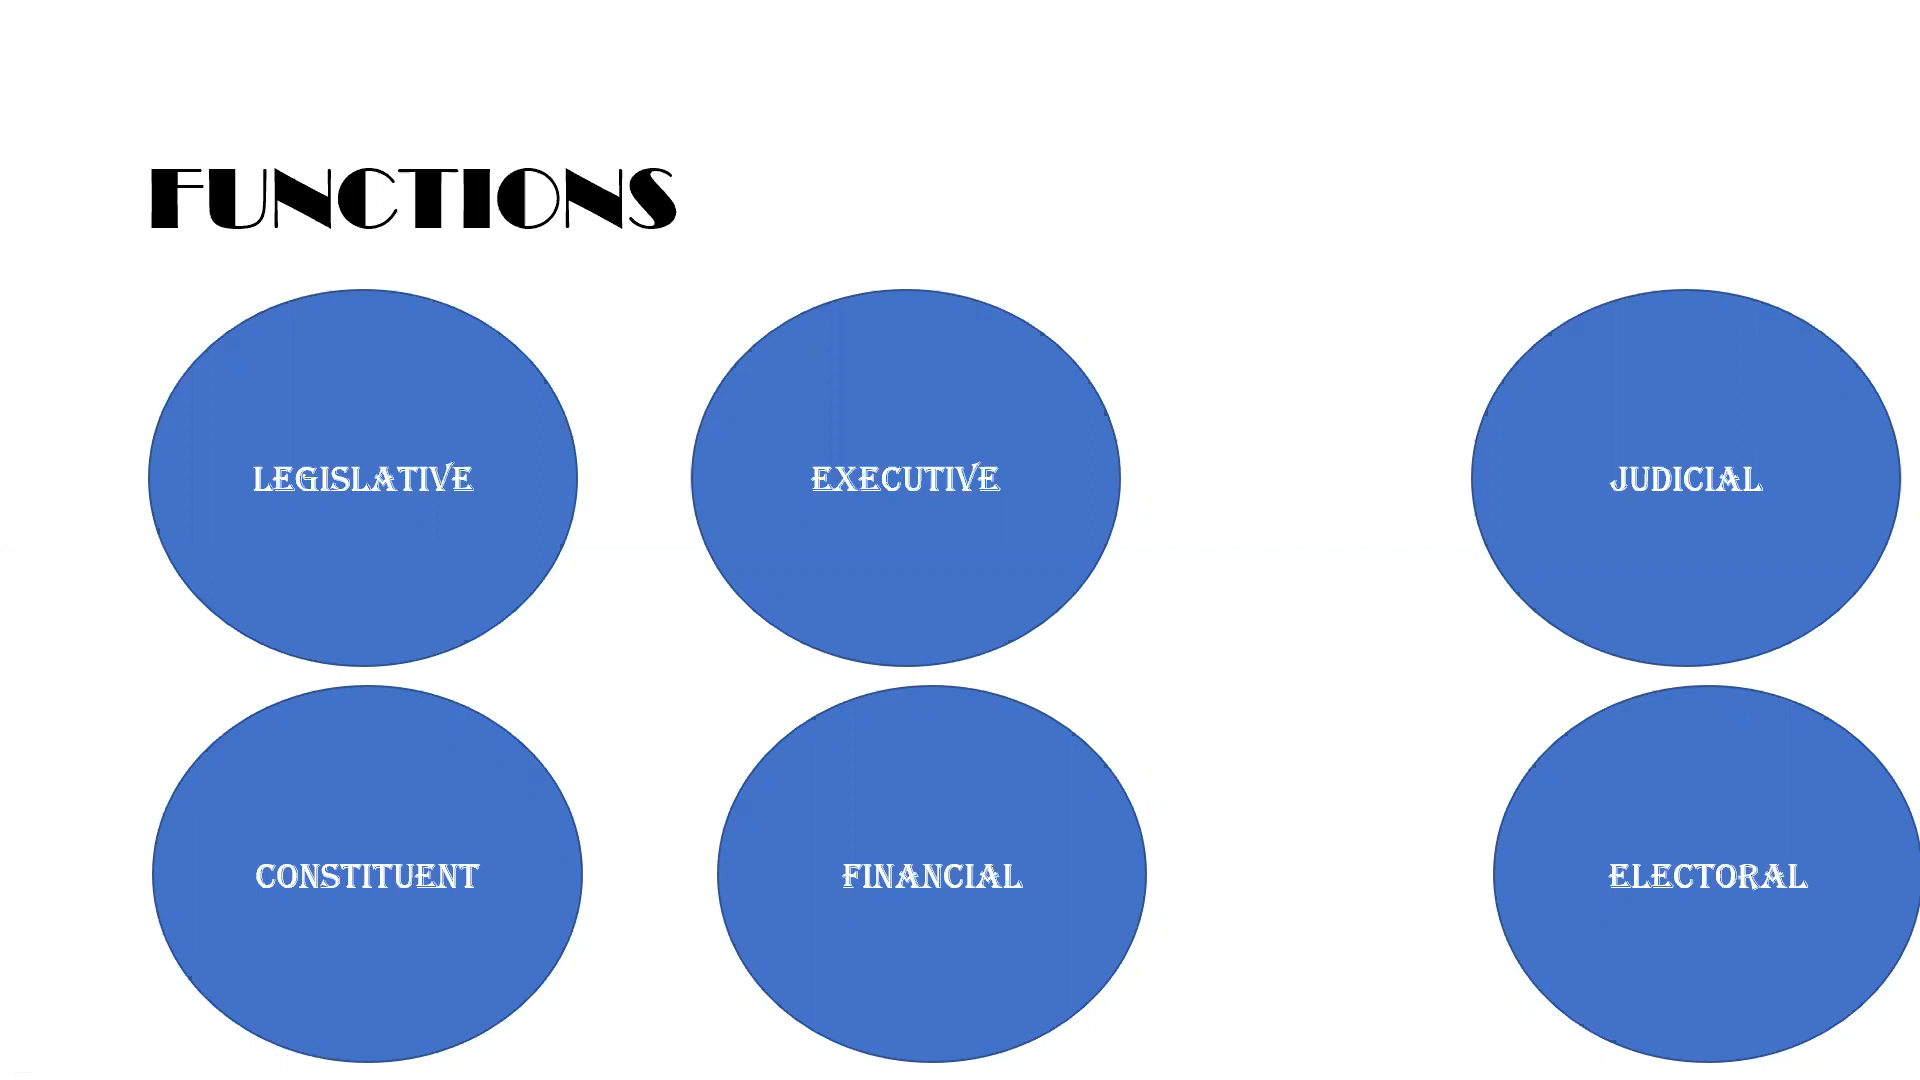 FUNCTIONS
LEGISLATIVE
EXECUTIVE
JUDICIAL
CONSTITUENT
FINANCIAL
ELECTORAL